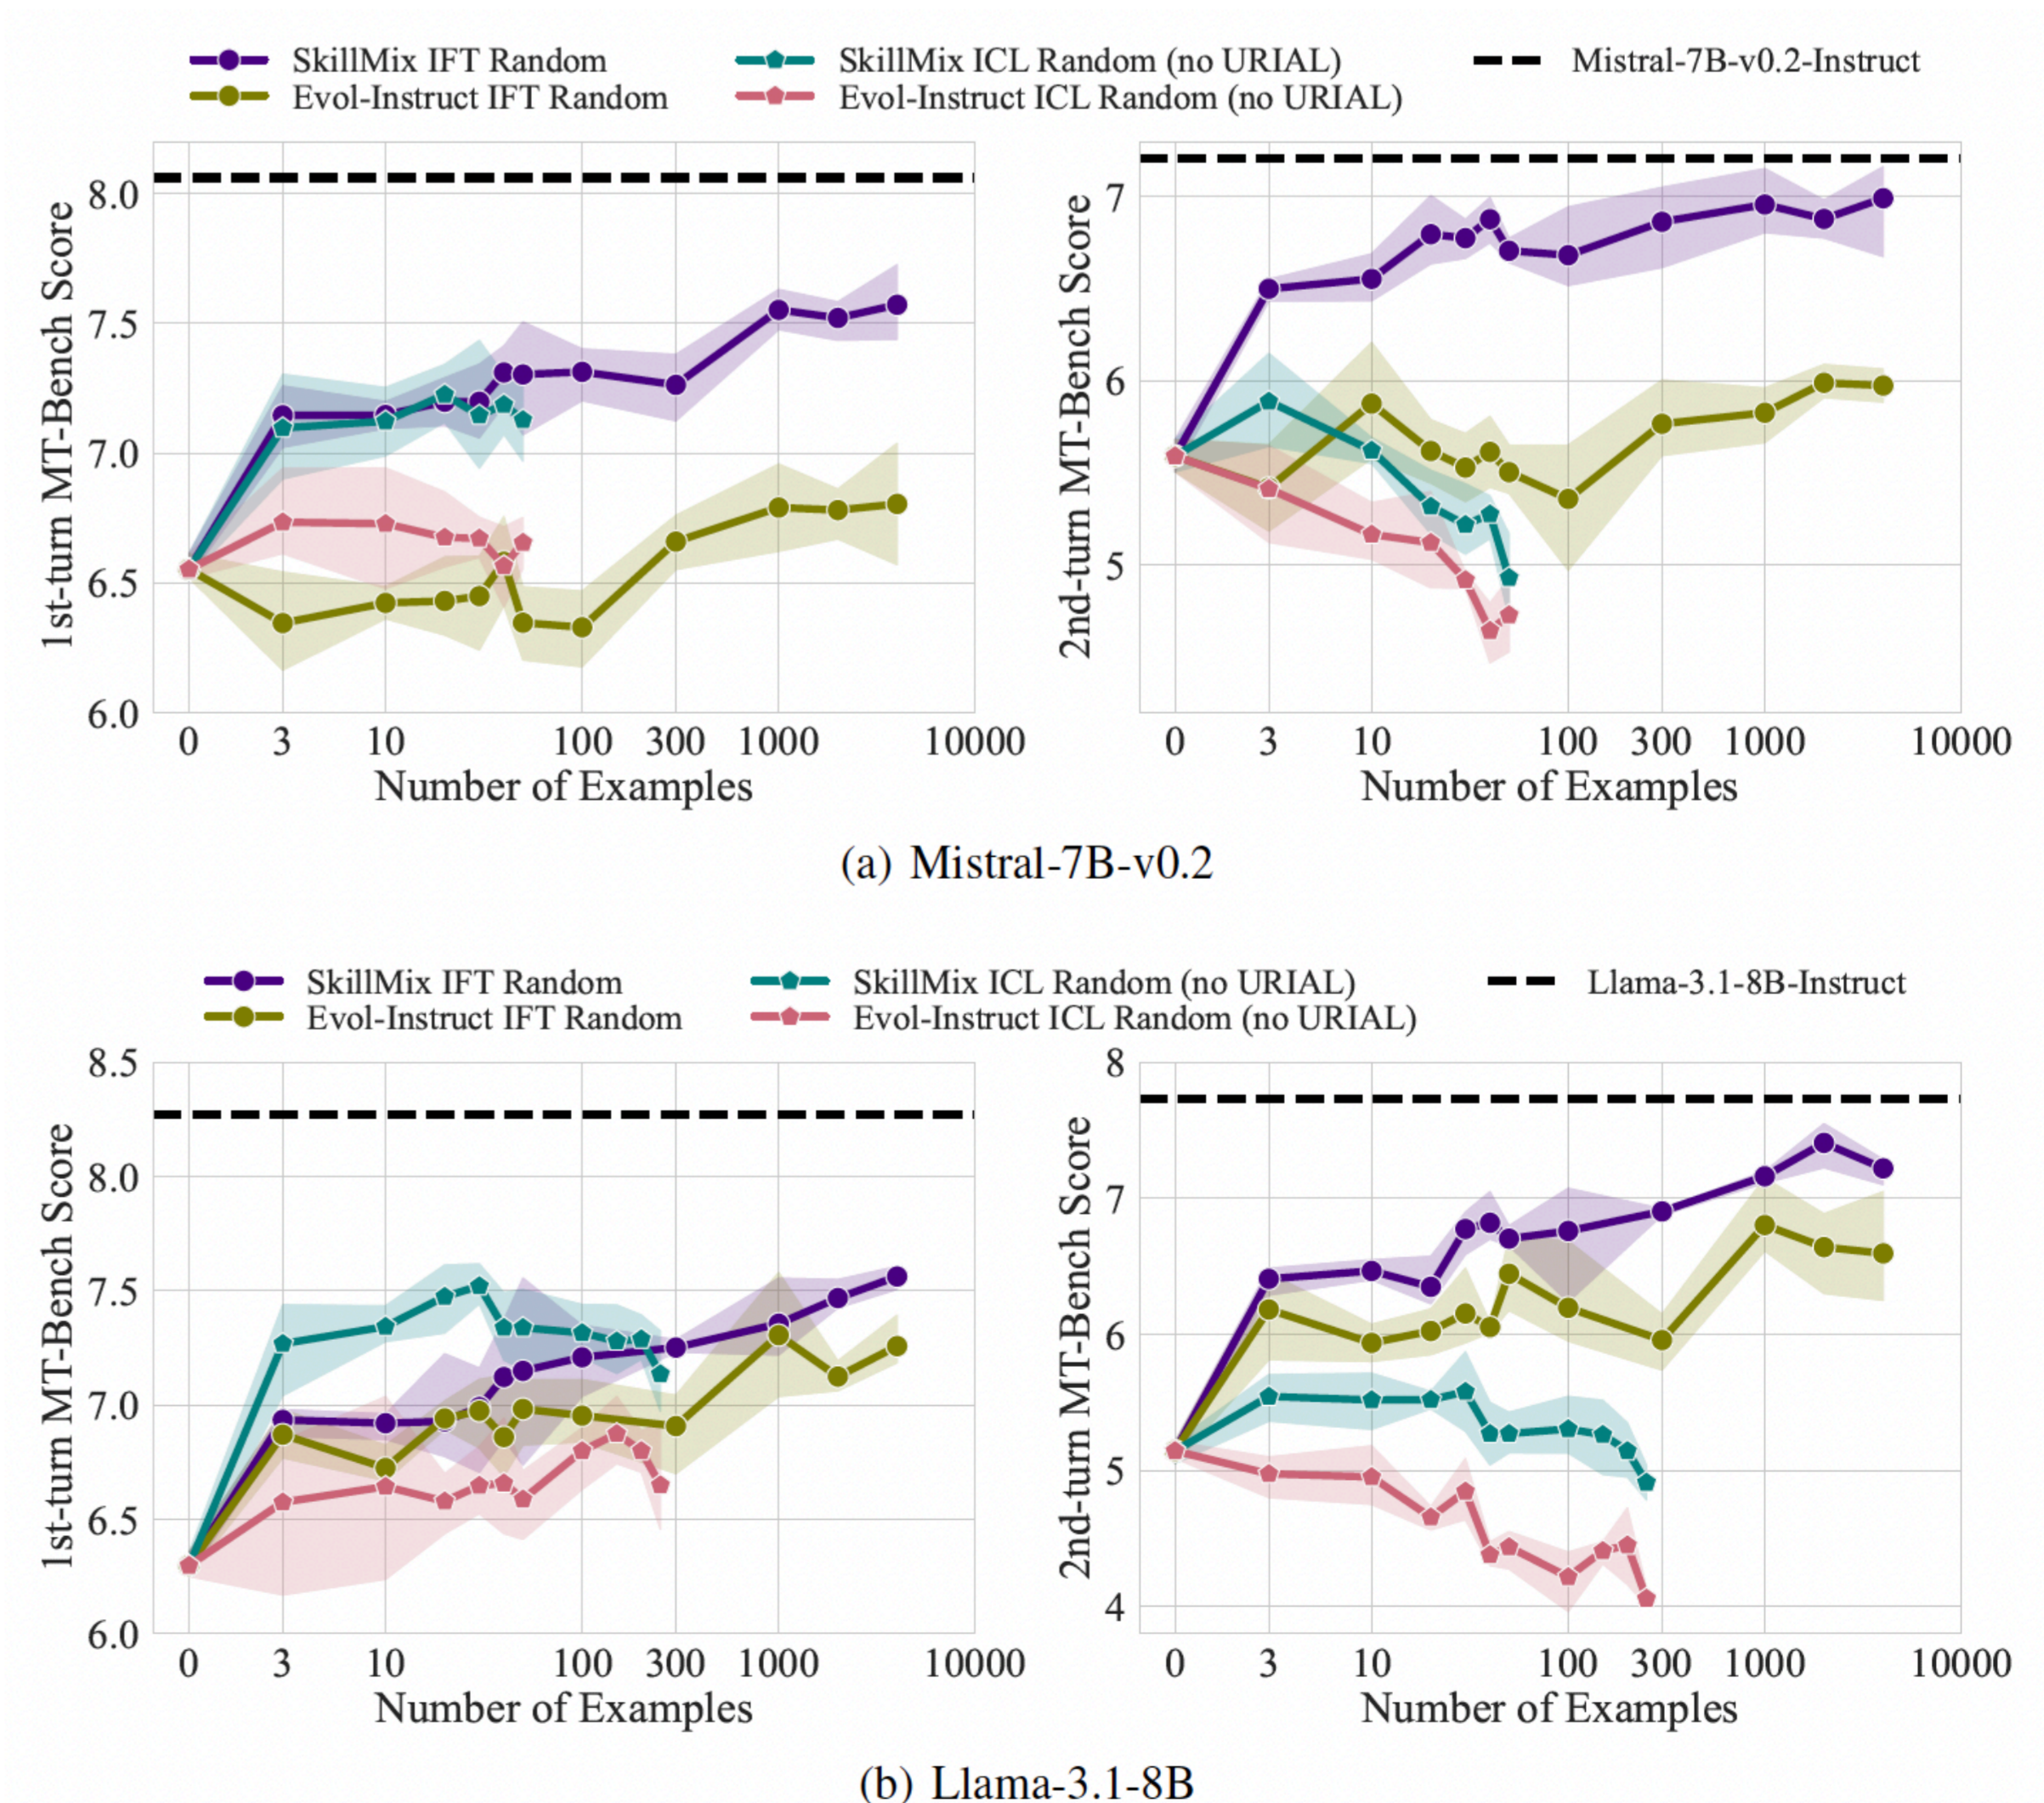 SkillMix IFT Random
SkillMix ICL Random (no URIAL)
Mistral-7B-v0.2-Instruct
Evol-Instruct IFT Random
Evol-Instruct ICL Random (no URIAL)
1st-turn MT-Bench Score
8.0
7.5
7.0
6.5
6.0
0 3 10 100 300 1000 10000
Number of Examples
2nd-turn MT-Bench Score
7
6
5
0 3 10 100 300 1000 10000
Number of Examples
(a) Mistral-7B-v0.2
SkillMix IFT Random
SkillMix ICL Random (no URIAL)
Llama-3.1-8B-Instruct
Evol-Instruct IFT Random
Evol-Instruct ICL Random (no URIAL)
1st-turn MT-Bench Score
8.5
8.0
7.5
7.0
6.5
6.0
0 3 10 100 300 1000 10000
Number of Examples
2nd-turn MT-Bench Score
8
7
6
5
4
0 3 10 100 300 1000 10000
Number of Examples
(b) Llama-3.1-8B